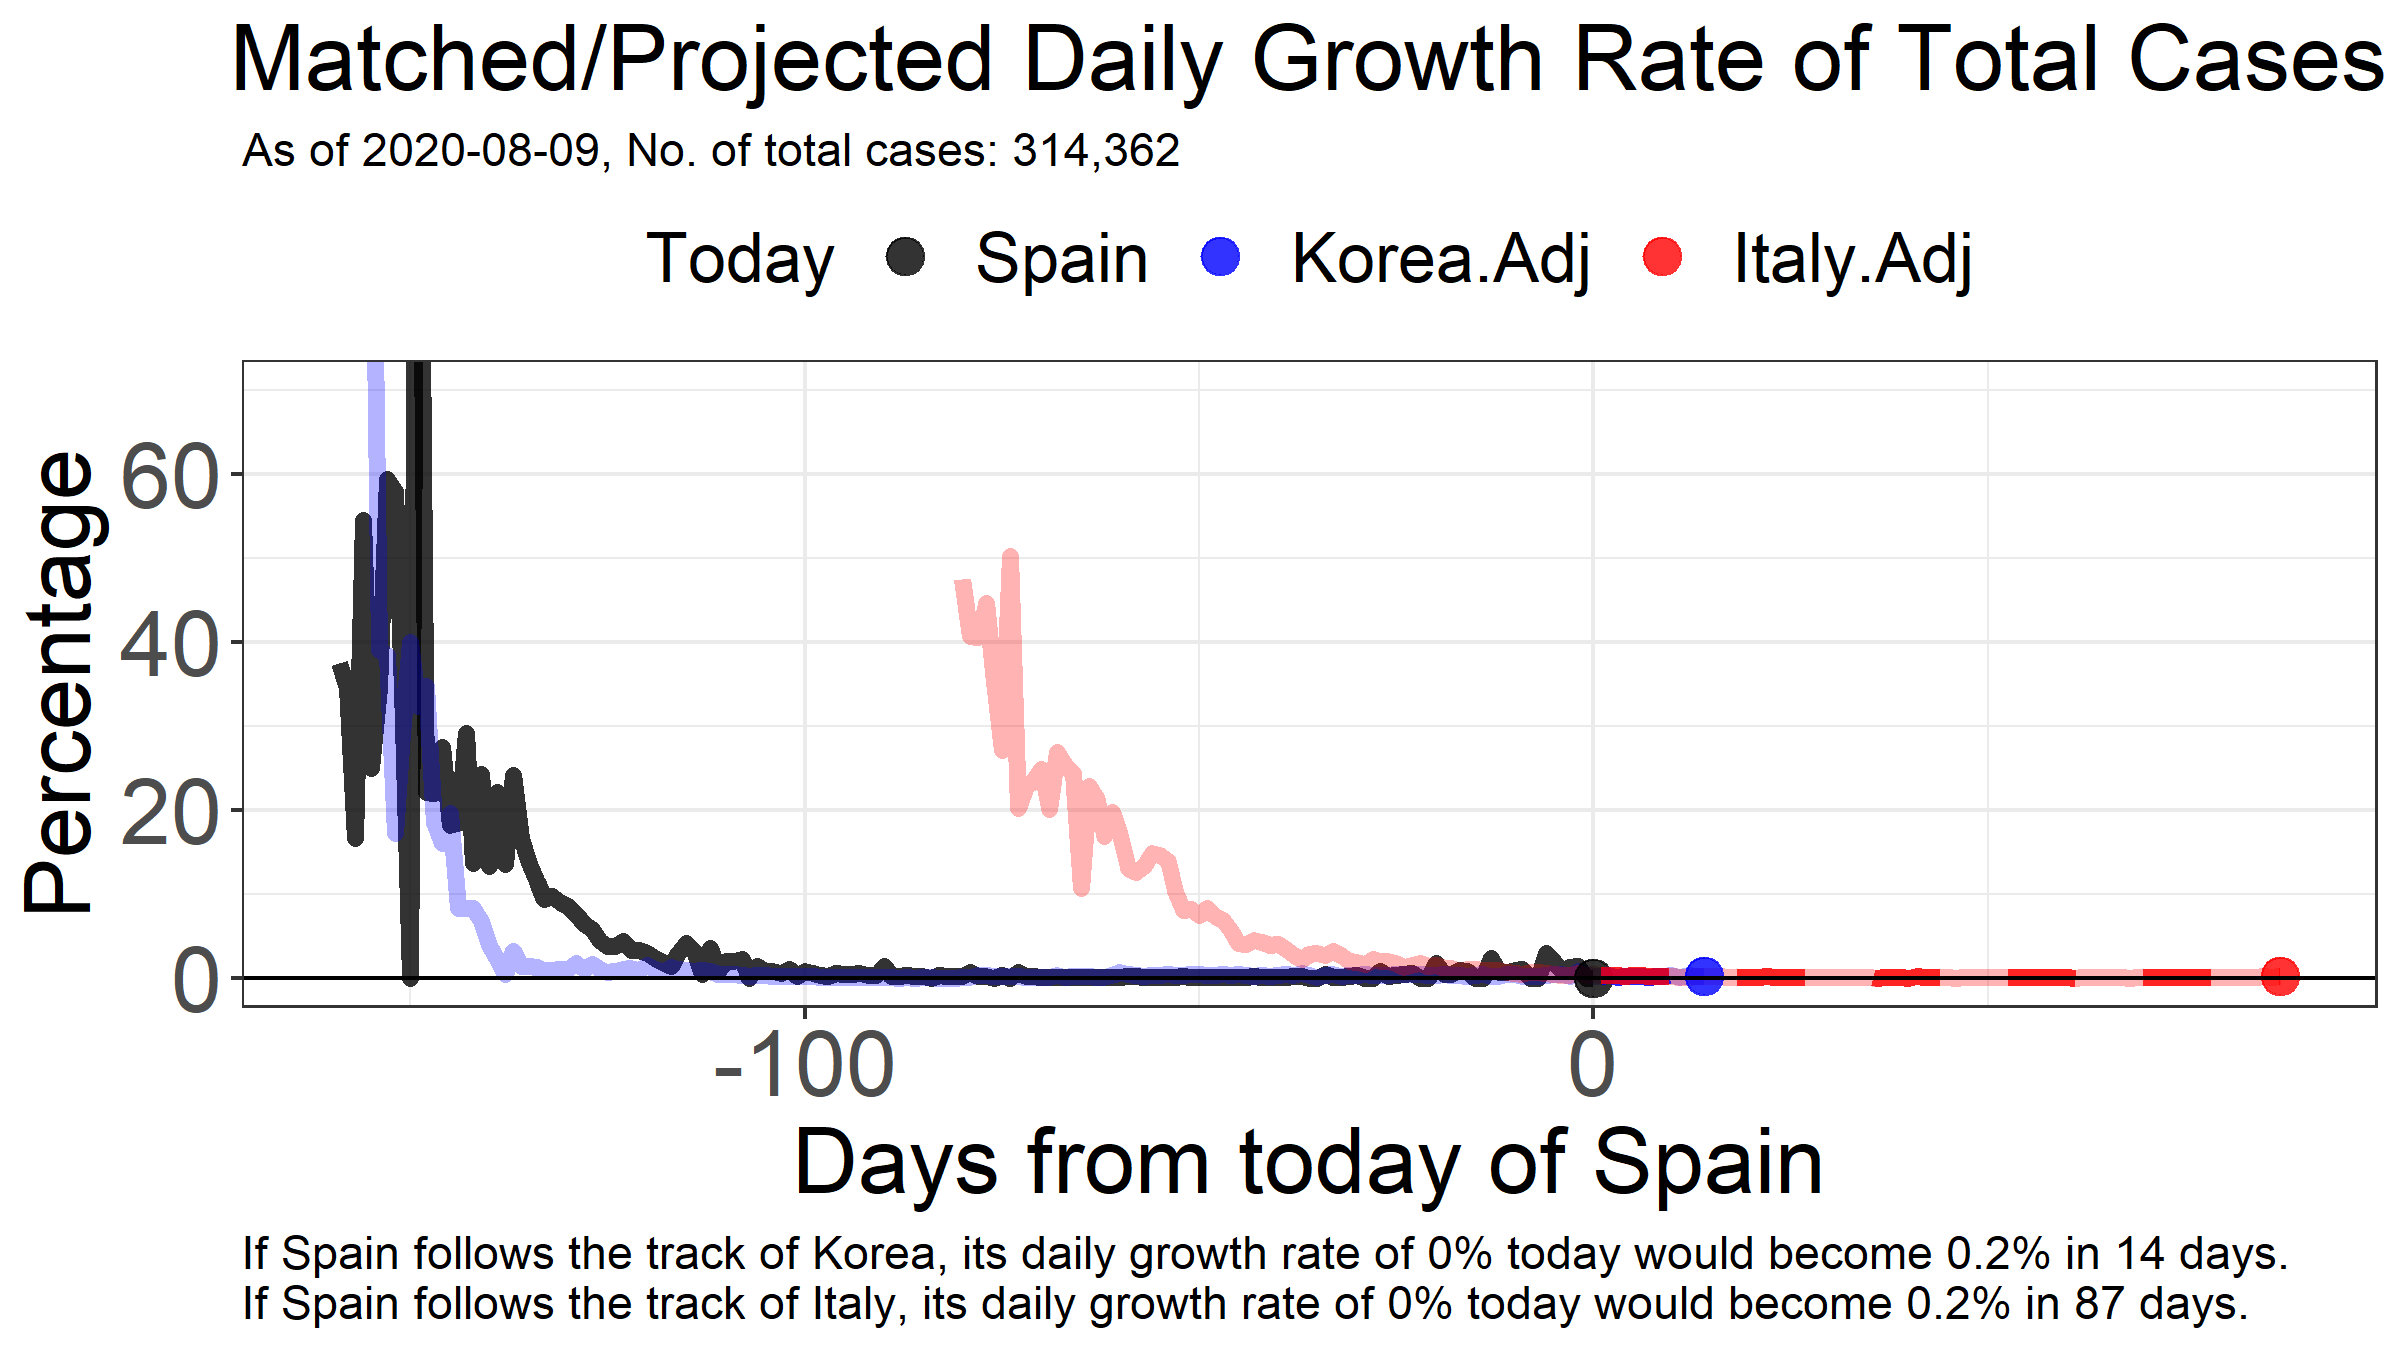 Matched/Projected Daily Growth Rate of Total Cases
As of 2020-08-09, No. of total cases: 314,362
Today Spain Korea.Adj Italy.Adj
Percentage
60
40
20
0
-100 0
Days from today of Spain
If Spain follows the track of Korea, its daily growth rate of 0% today would become 0.2% in 14 days.
If Spain follows the track of Italy, its daily growth rate of 0% today would become 0.2% in 87 days.